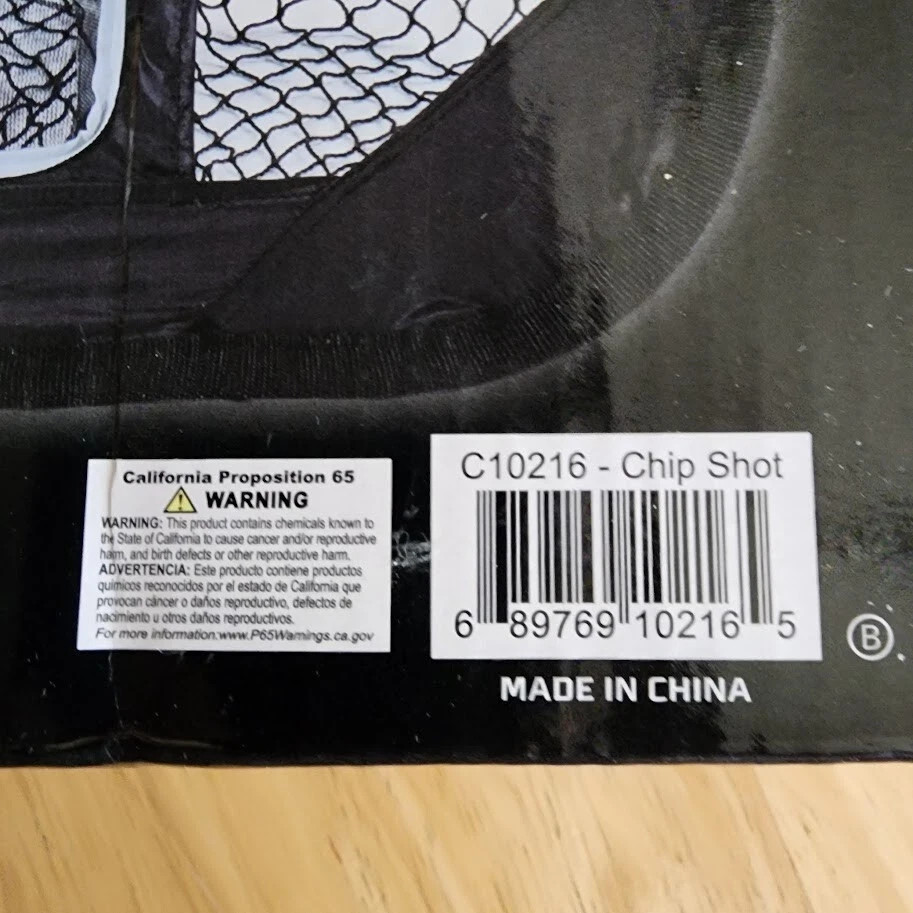 California Proposition 65
WARNING
WARNING: This product contains chemicals known to
the State of California to cause cancer and/or reproductive
harm, and birth defects or other reproductive harm.
ADVERTENCIA: Este producto contiene productos
químicos reconocidos por el estado de California que
provocan cáncer o daños reproductivo, defectos de
nacimiento u otros daños reproductivos.
For more information:www.P65Warnings.ca.gov
C10216 - Chip Shot
6 89769 10216 5
MADE IN CHINA
B